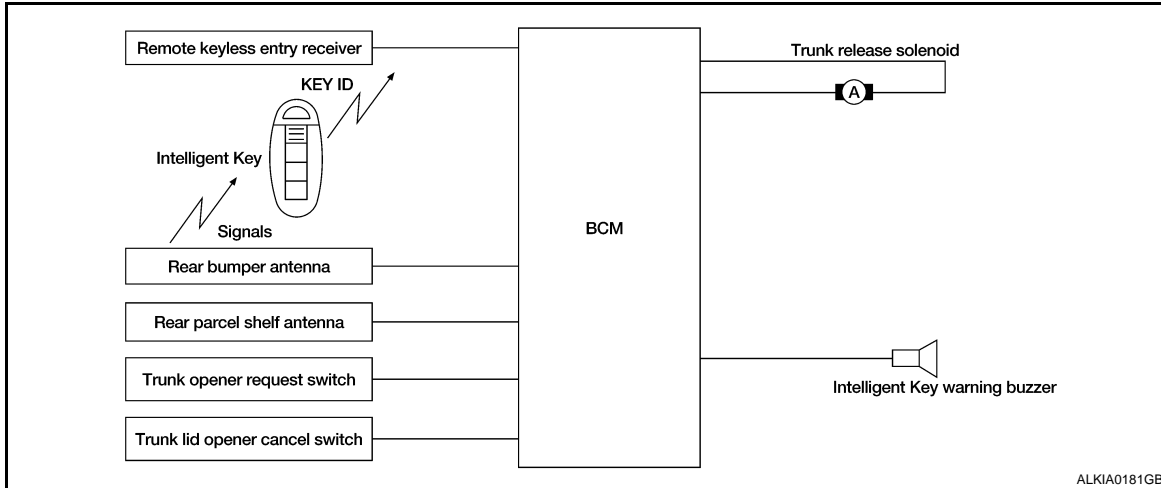 Remote keyless entry receiver
KEY ID
Intelligent Key
Signals
Rear bumper antenna
Rear parcel shelf antenna
Trunk opener request switch
Trunk lid opener cancel switch
BCM
Trunk release solenoid
A
Intelligent Key warning buzzer
ALKIA0181GB